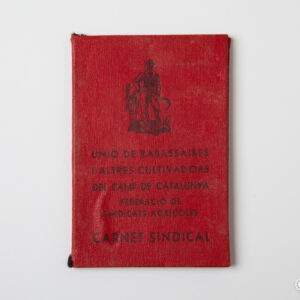 UNIÓ DE RABASSAIRES
I ALTRES CULTIVADORS
DEL CAMP DE CATALUNYA
FEDERACIÓ DE
SINDICATS AGRÍCOLES
CARNET SINDICAL